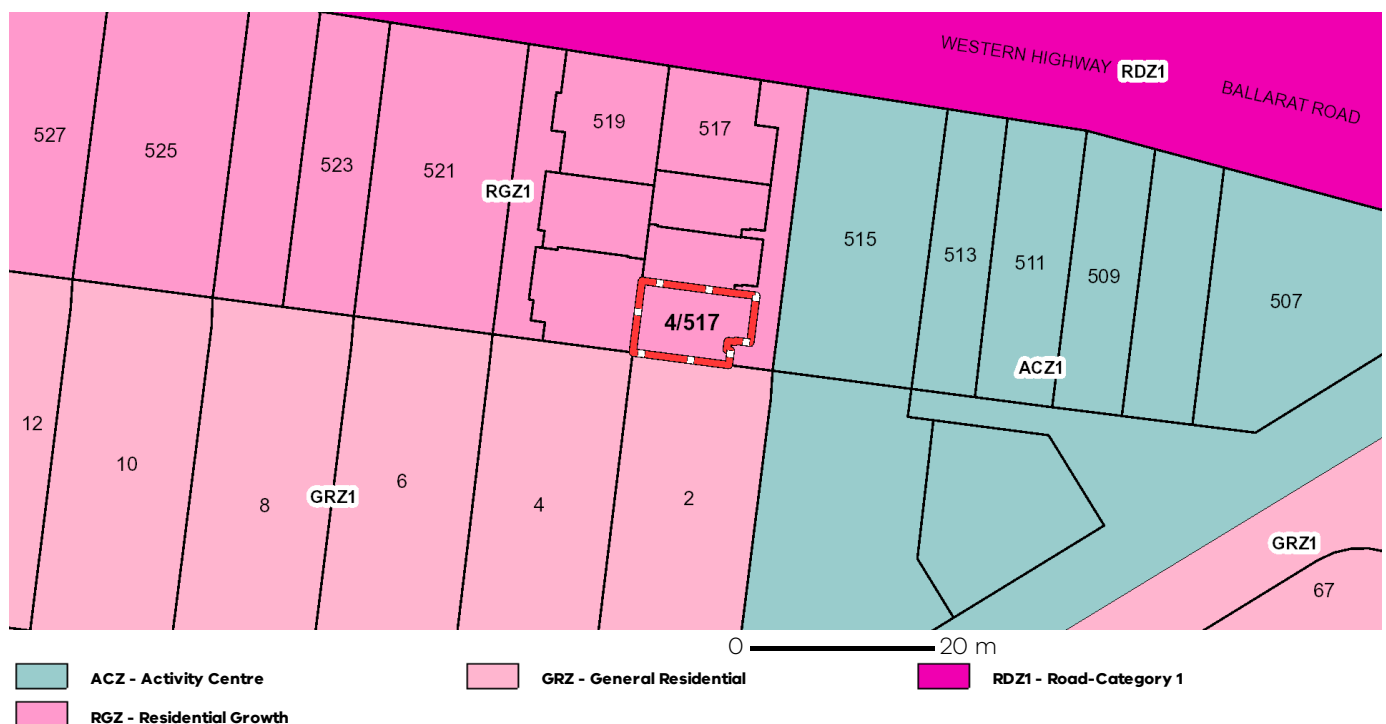 WESTERN HIGHWAY
RDZ1
BALLARAT ROAD
527
525
523
521
RGZ1
519
517
515
513
511
509
507
4/517
ACZ1
12
10
8
GRZ1
6
4
2
GRZ1
67
0 20 m
ACZ - Activity Centre
GRZ - General Residential
RDZ1 - Road-Category 1
RGZ - Residential Growth